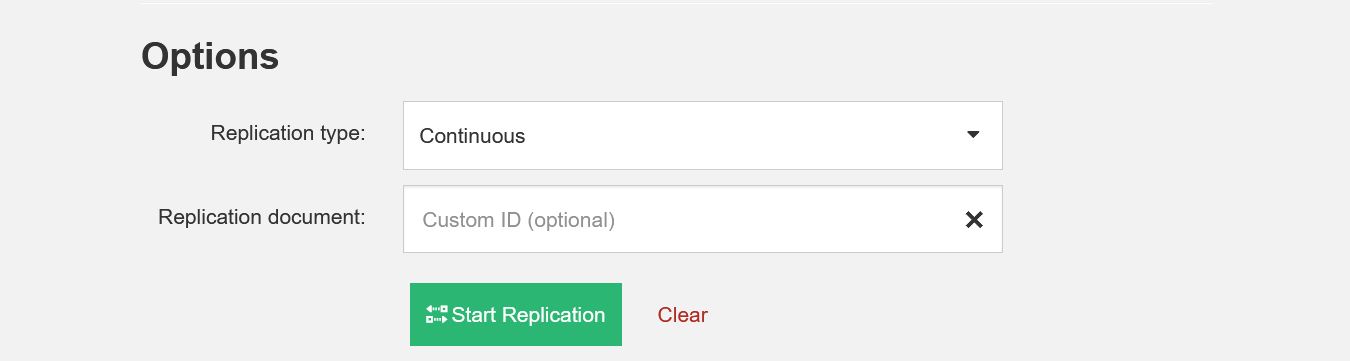 Options
Replication type:
Continuous
Replication document:
Custom ID (optional)
Start Replication
Clear